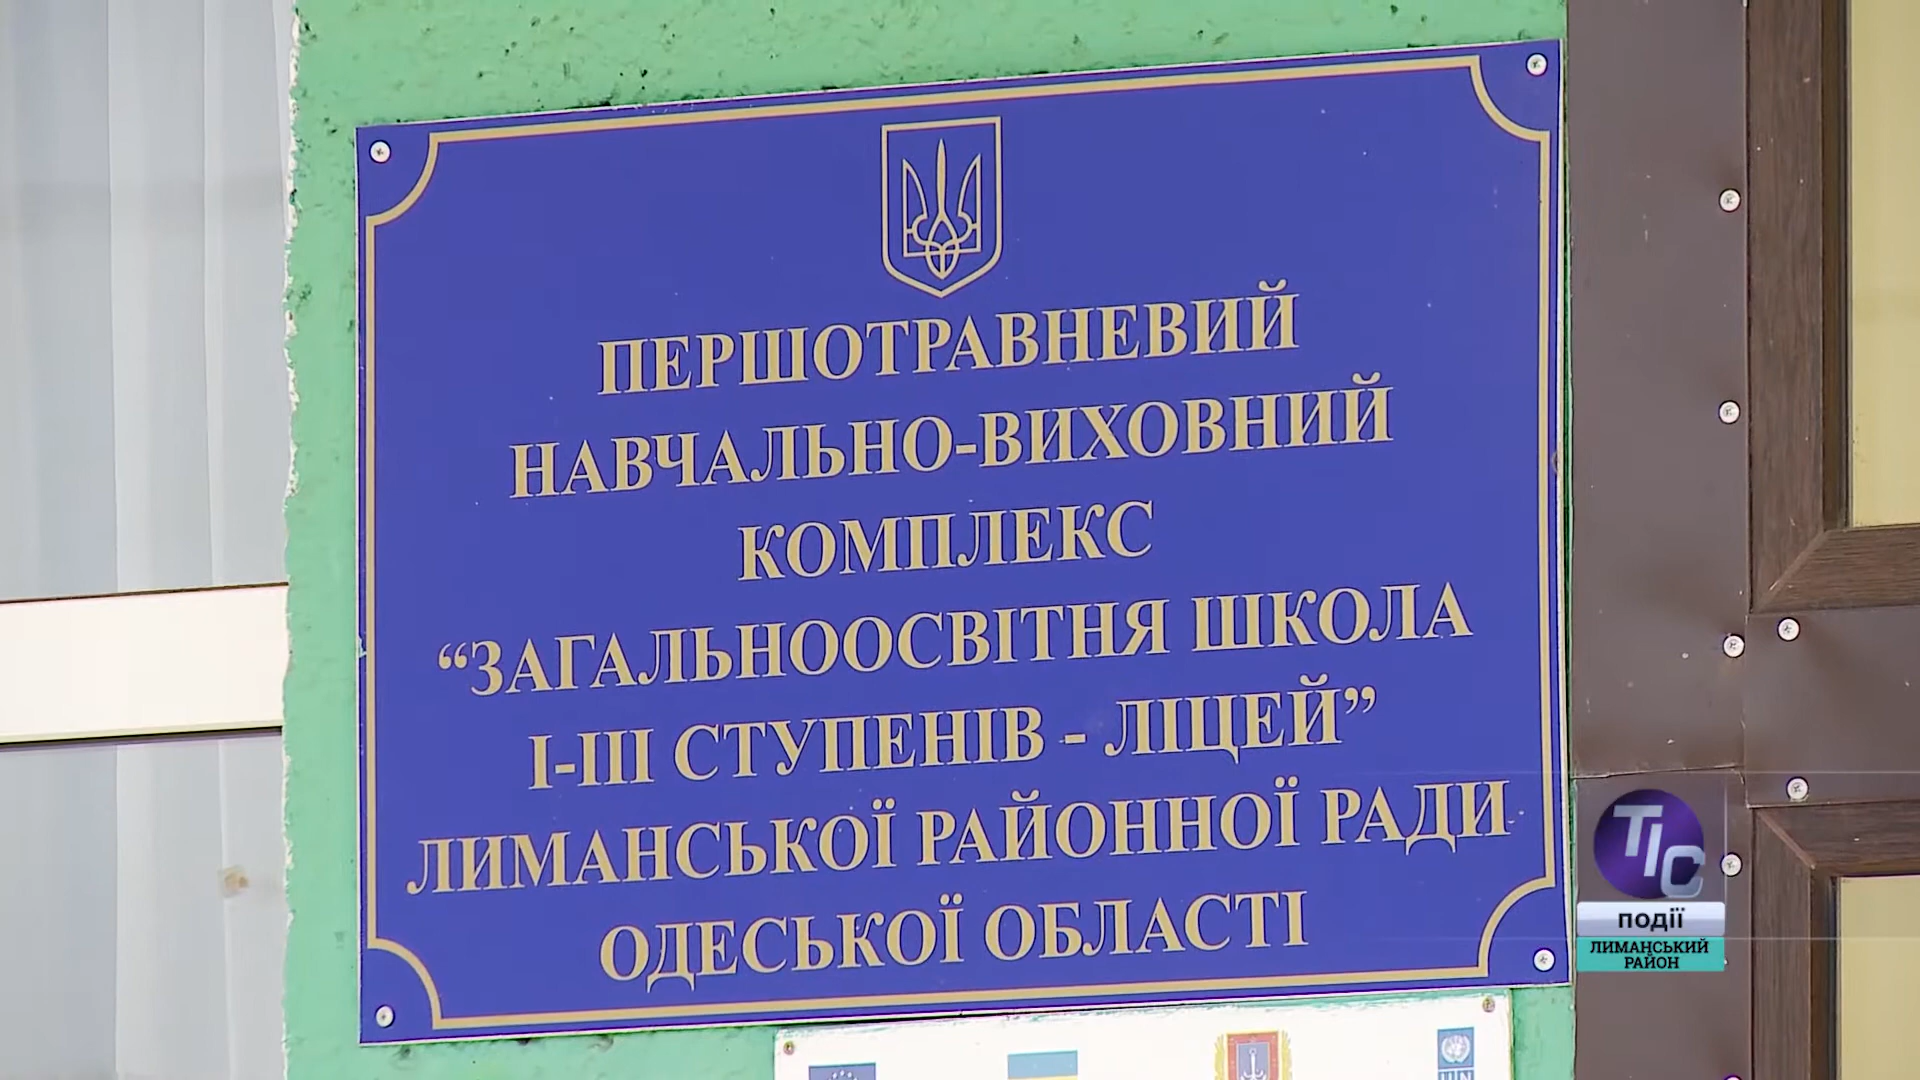 ПЕРШОТРАВНЕВИЙ
НАВЧАЛЬНО-ВИХОВНИЙ
КОМПЛЕКС
“ЗАГАЛЬНООСВІТНЯ ШКОЛА
І-ІІІ СТУПЕНІВ - ЛІЦЕЙ”
ЛИМАНСЬКОЇ РАЙОННОЇ РАДИ
ОДЕСЬКОЇ ОБЛАСТІ
ТІС
ПОДІЇ
ЛИМАНСЬКИЙ
РАЙОН